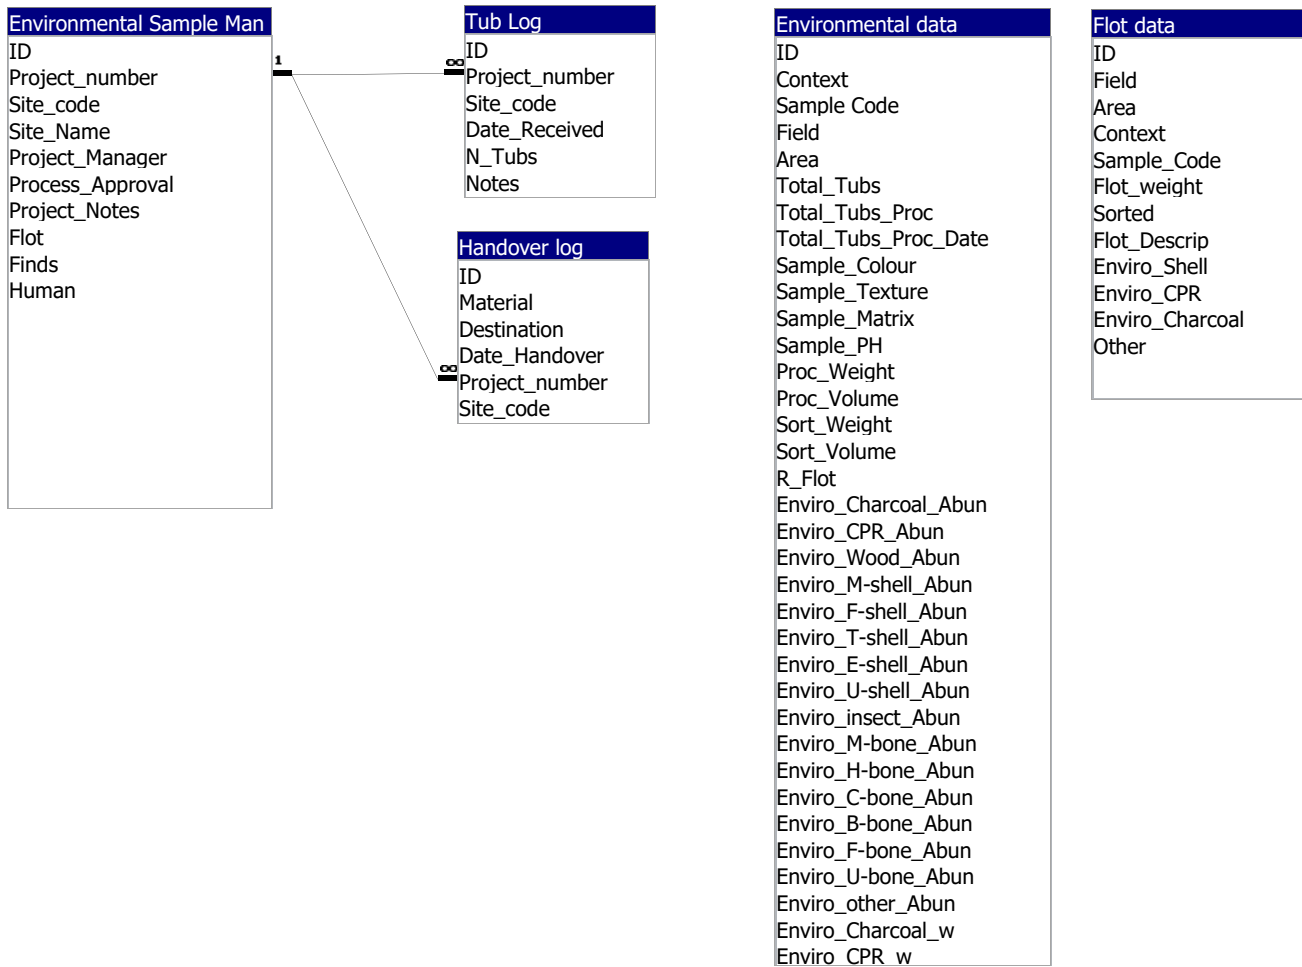 Environmental Sample Man
ID
Project_number
Site_code
Site_Name
Project_Manager
Process_Approval
Project_Notes
Flot
Finds
Human
1
∞
∞
Tub Log
ID
Project_number
Site_code
Date_Received
N_Tubs
Notes
Handover log
ID
Material
Destination
Date_Handover
Project_number
Site_code
Environmental data
ID
Context
Sample Code
Field
Area
Total_Tubs
Total_Tubs_Proc
Total_Tubs_Proc_Date
Sample_Colour
Sample_Texture
Sample_Matrix
Sample_PH
Proc_Weight
Proc_Volume
Sort_Weight
Sort_Volume
R_Flot
Enviro_Charcoal_Abun
Enviro_CPR_Abun
Enviro_Wood_Abun
Enviro_M-shell_Abun
Enviro_F-shell_Abun
Enviro_T-shell_Abun
Enviro_E-shell_Abun
Enviro_U-shell_Abun
Enviro_insect_Abun
Enviro_M-bone_Abun
Enviro_H-bone_Abun
Enviro_C-bone_Abun
Enviro_B-bone_Abun
Enviro_F-bone_Abun
Enviro_U-bone_Abun
Enviro_other_Abun
Enviro_Charcoal_w
Enviro_CPR_w
Flot data
ID
Field
Area
Context
Sample_Code
Flot_weight
Sorted
Flot_Descrip
Enviro_Shell
Enviro_CPR
Enviro_Charcoal
Other